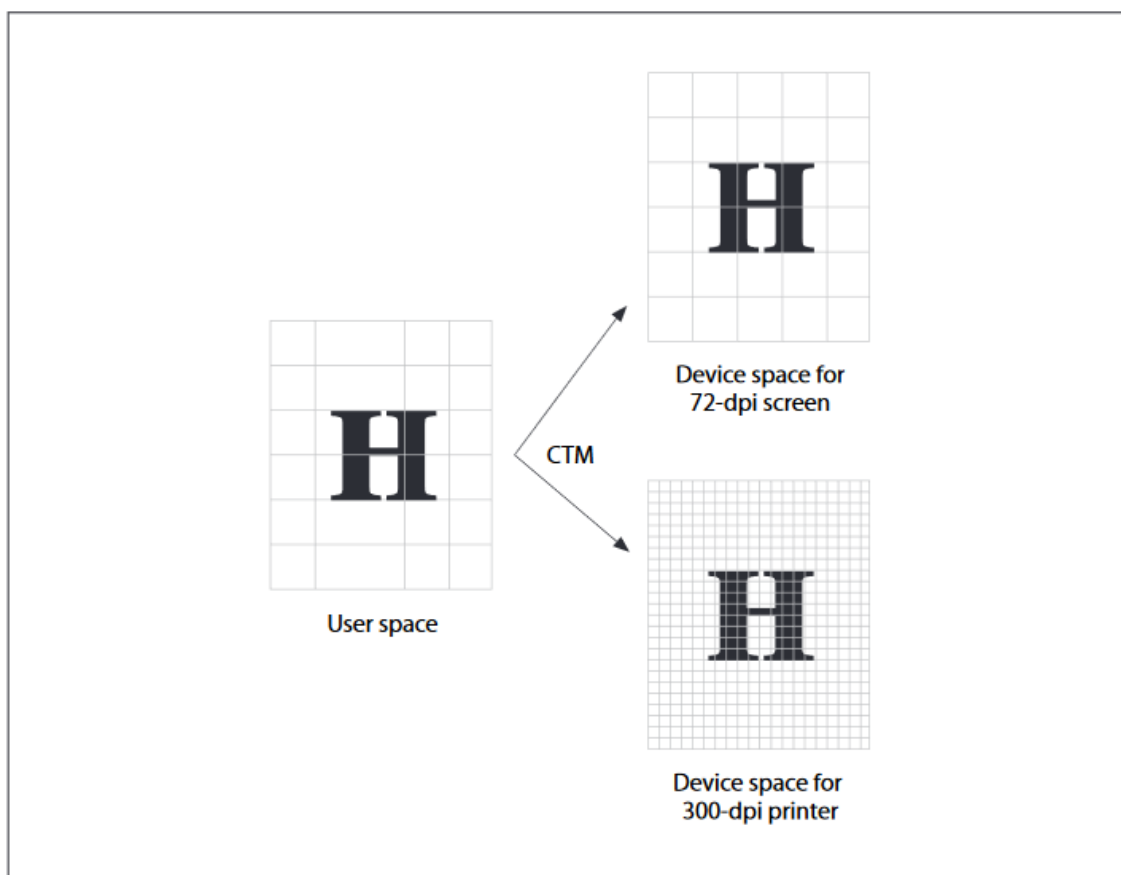 H
Device space for
72-dpi screen
H
User space
CTM
H
Device space for
300-dpi printer